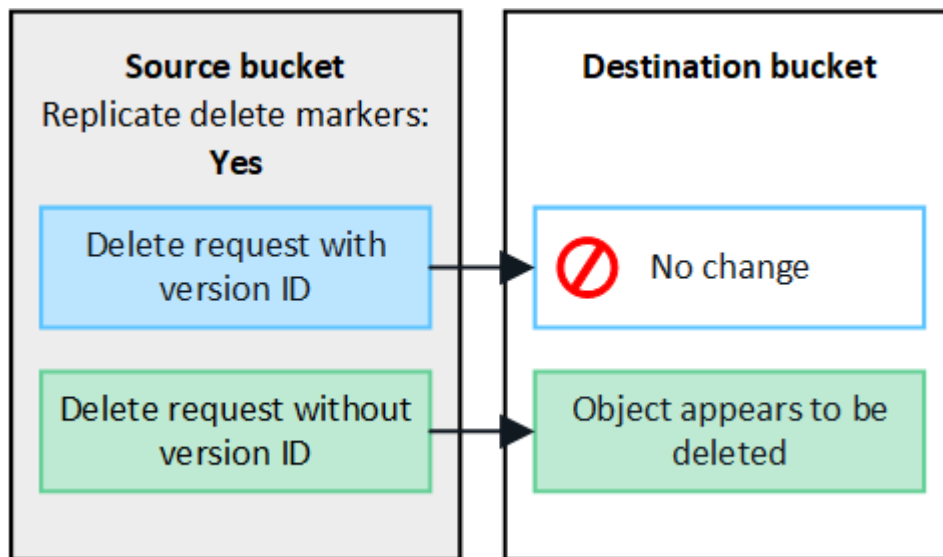 Source bucket
Replicate delete markers:
Yes
Delete request with
version ID
Delete request without
version ID
Destination bucket
No change
Object appears to be
deleted